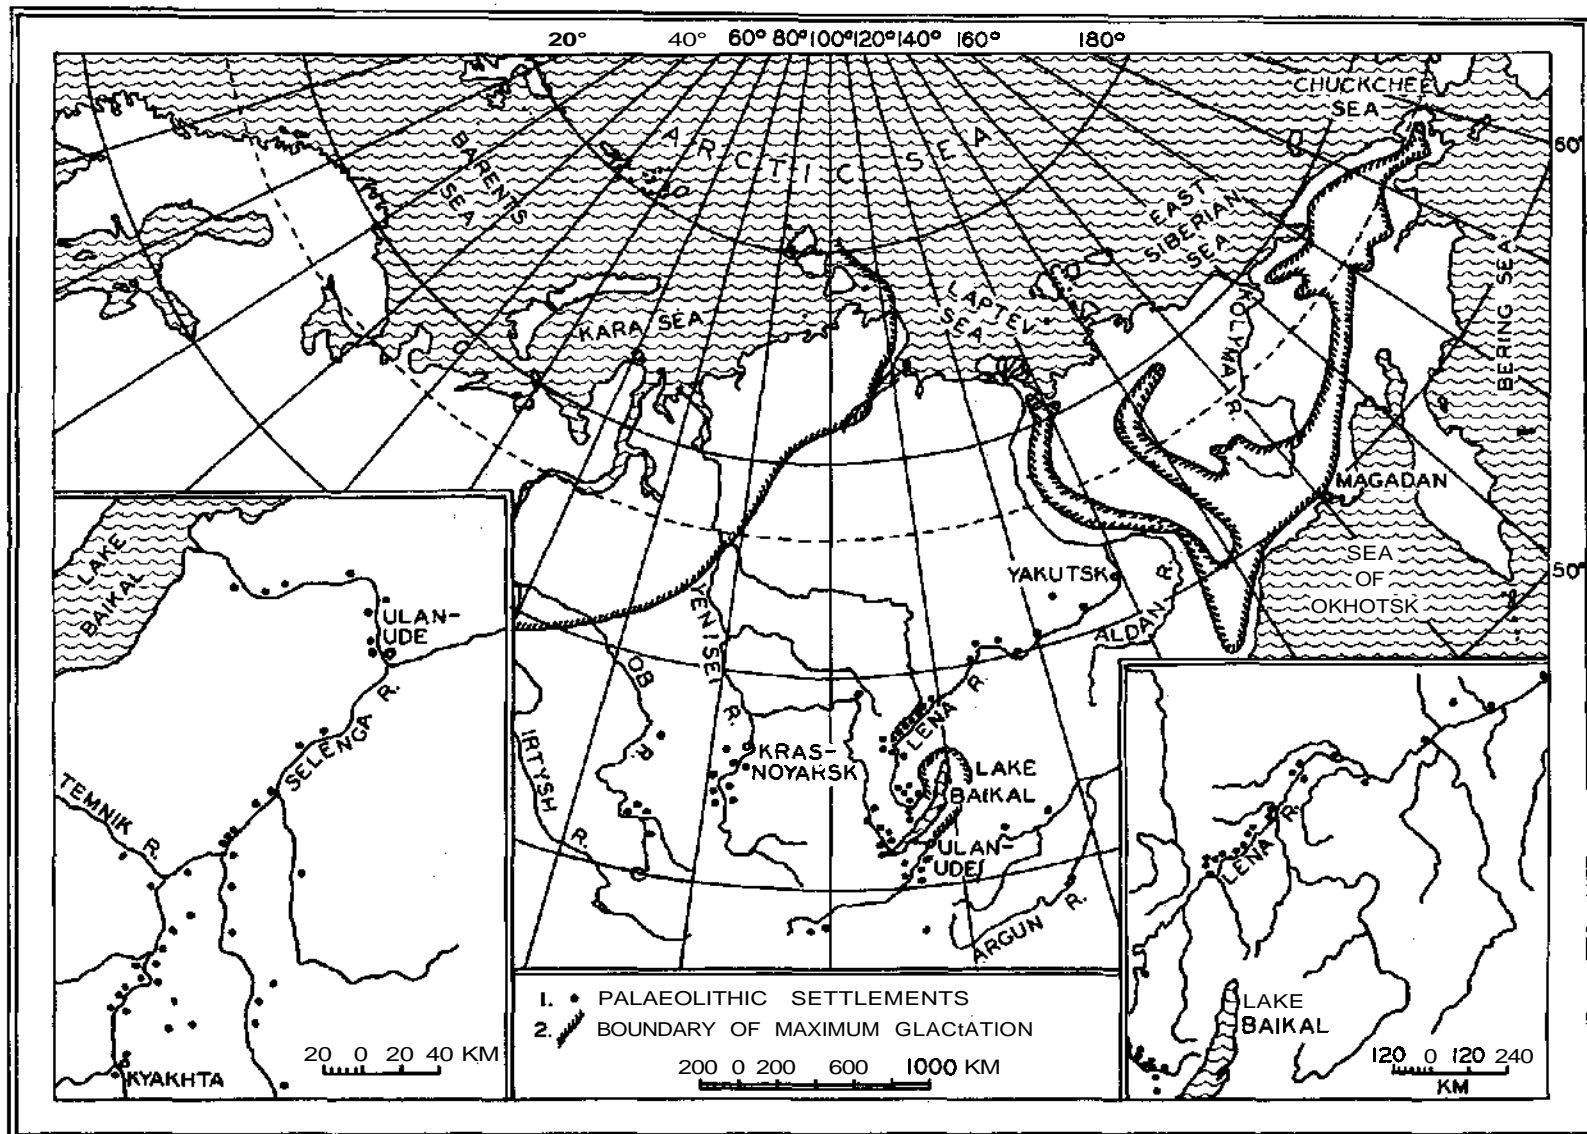 20° 40° 60° 80° 100° 120° 140° 160° 180°
CHUCKCHEE
SEA
60°
ARCTIC SEA
BARENTS
SEA
EAST
SIBERIAN
SEA
BERING SEA
LAPTEV
SEA
KARA SEA
KOLYMA R.
MAGADAN
SEA
OF
OKHOTSK
50°
YAKUTSK
ALDAN R.
YENISEI R.
OB R.
IRTYSH R.
LENA R.
KRAS-
NOYARSK
LAKE
BAIKAL
ULAN-
UDE
ARGUN R.
LAKE
BAIKAL
ULAN-
UDE
SELENGA R.
TEMNIK R.
KYAKHTA
20 0 20 40 KM
1. • PALAEOLITHIC SETTLEMENTS
2. BOUNDARY OF MAXIMUM GLACtATION
200 0 200 600 1000 KM
LENA R.
LAKE
BAIKAL
120 0 120 240
KM